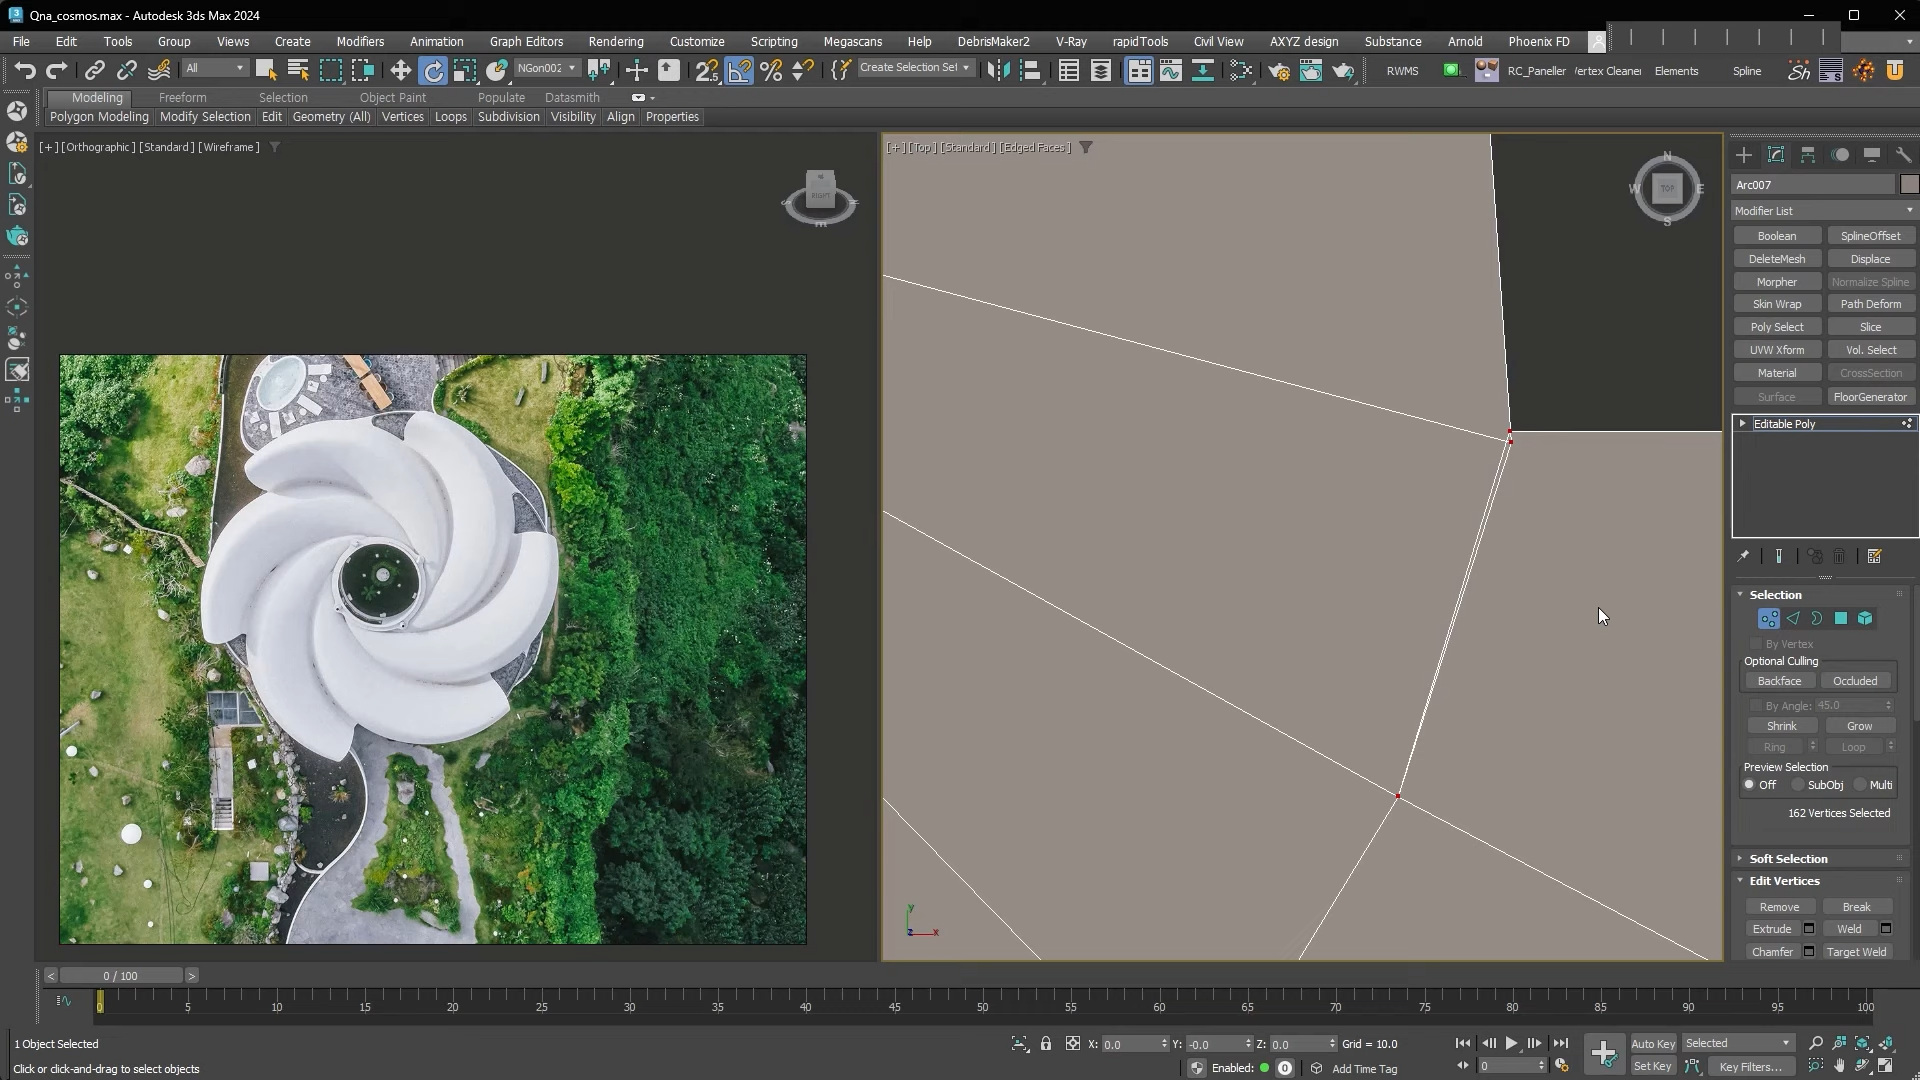 Qna_cosmos.max - Autodesk 3ds Max 2024
File Edit Tools Group Views Create Modifiers Animation Graph Editors Rendering Customize Scripting Megascans Help DebrisMaker2 V-Ray rapidTools Civil View AXYZ design Substance Arnold Phoenix FD
All NGon002 Create Selection Set RWMS RC_Paneller /ertex Cleaner Elements Spline
Modeling Freeform Selection Object Paint Populate Datasmith
Polygon Modeling Modify Selection Edit Geometry (All) Vertices Loops Subdivision Visibility Align Properties
[+] [Orthographic ] [Standard ] [Wireframe ]
[+] [Top ] [Standard ] [Edged Faces ]
RIGHT
N
W TOP E
S
Arc007
Modifier List
Boolean SplineOffset
DeleteMesh Displace
Morpher Normalize Spline
Skin Wrap Path Deform
Poly Select Slice
UVW Xform Vol. Select
Material CrossSection
Surface FloorGenerator
Editable Poly
Selection
By Vertex
Optional Culling
Backface Occluded
By Angle: 45.0
Shrink Grow
Ring Loop
Preview Selection
Off SubObj Multi
162 Vertices Selected
Soft Selection
Edit Vertices
Remove Break
Extrude Weld
Chamfer Target Weld
y
z x
< 0 / 100 >
0 5 10 15 20 25 30 35 40 45 50 55 60 65 70 75 80 85 90 95 100
1 Object Selected X: 0.0 Y: -0.0 Z: 0.0 Grid = 10.0 Auto Key Selected
Click or click-and-drag to select objects Enabled: 0 Add Time Tag 0 Set Key Key Filters...